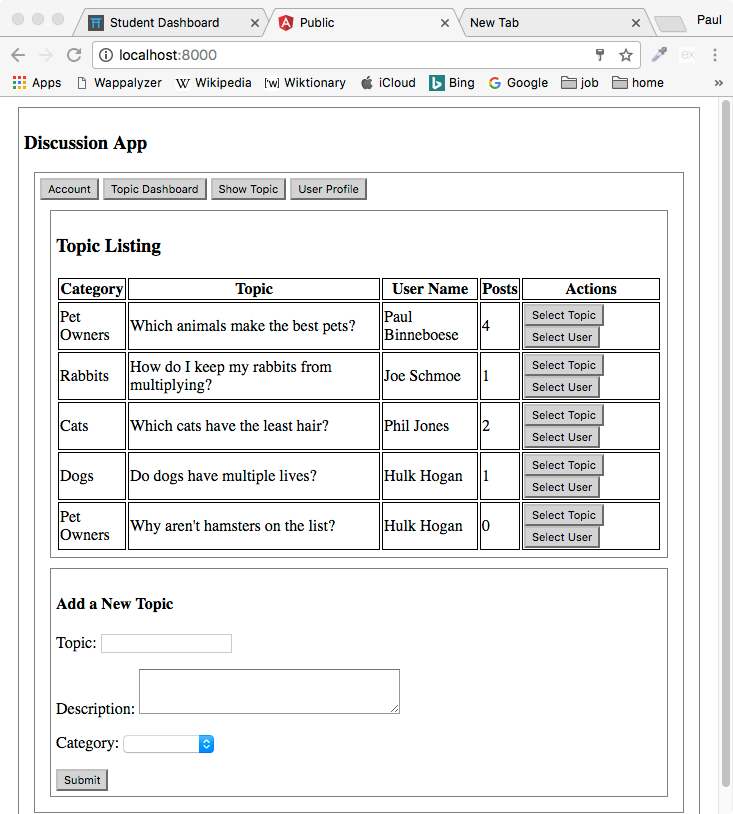 Student Dashboard Public New Tab Paul
localhost:8000
Apps Wappalyzer W Wikipedia [w] Wiktionary iCloud Bing Google job home »
Discussion App
Account Topic Dashboard Show Topic User Profile
Topic Listing
Category Topic User Name Posts Actions
Pet Owners Which animals make the best pets? Paul Binneboese 4 Select Topic Select User
Rabbits How do I keep my rabbits from multiplying? Joe Schmoe 1 Select Topic Select User
Cats Which cats have the least hair? Phil Jones 2 Select Topic Select User
Dogs Do dogs have multiple lives? Hulk Hogan 1 Select Topic Select User
Pet Owners Why aren't hamsters on the list? Hulk Hogan 0 Select Topic Select User
Add a New Topic
Topic:
Description:
Category:
Submit